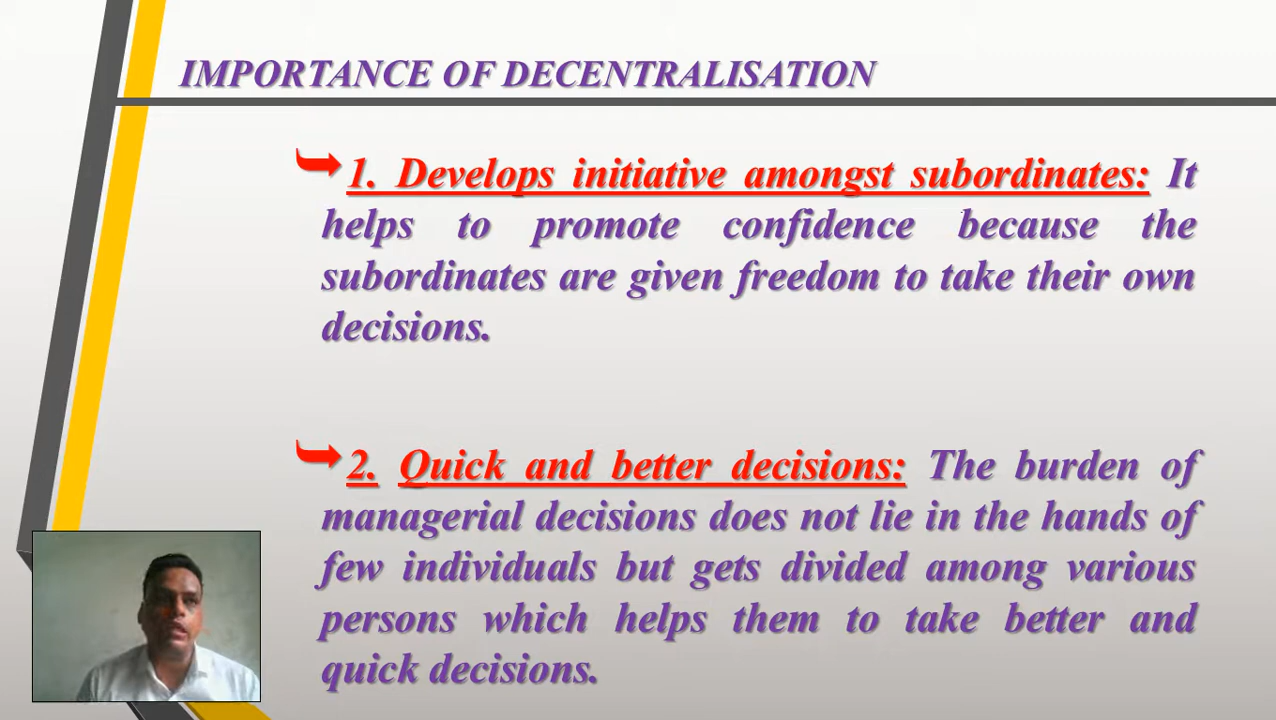 IMPORTANCE OF DECENTRALISATION
1. Develops initiative amongst subordinates: It
helps to promote confidence because the
subordinates are given freedom to take their own
decisions.
2. Quick and better decisions: The burden of
managerial decisions does not lie in the hands of
few individuals but gets divided among various
persons which helps them to take better and
quick decisions.